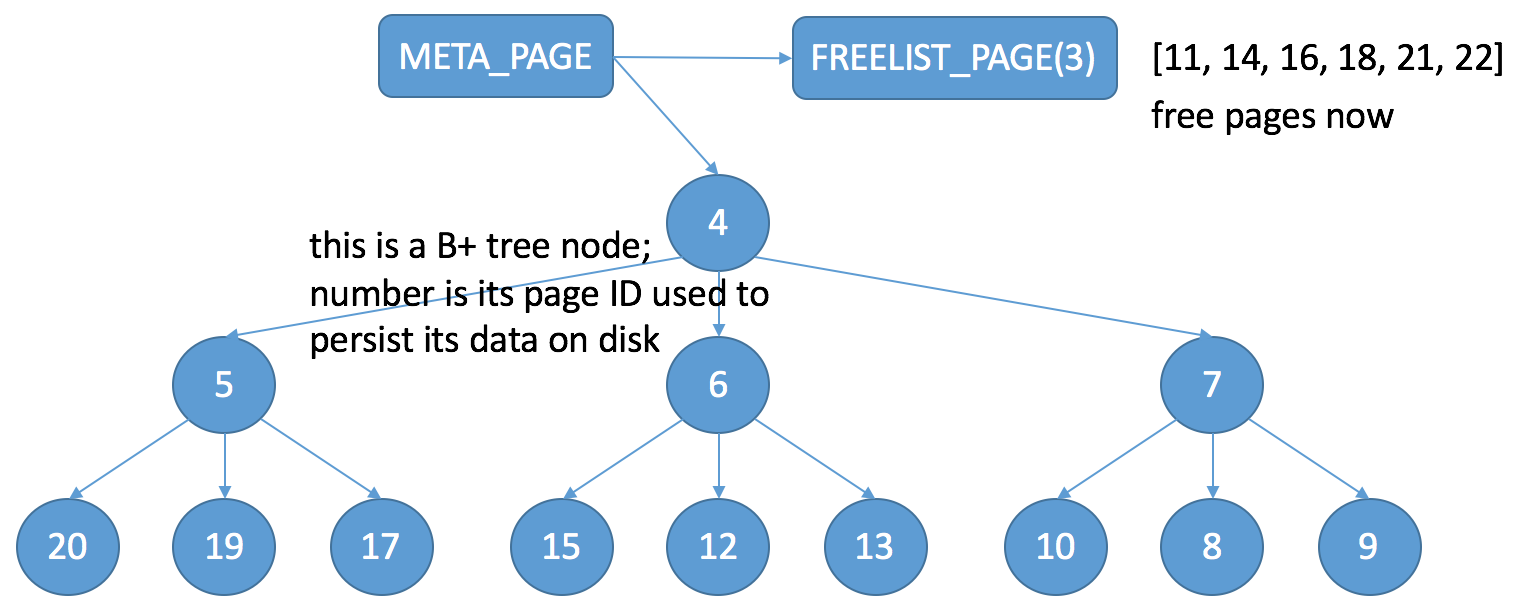 META_PAGE
FREELIST_PAGE(3)
[11, 14, 16, 18, 21, 22]
free pages now
4
this is a B+ tree node;
number is its page ID used to
persist its data on disk
5
6
7
20
19
17
15
12
13
10
8
9